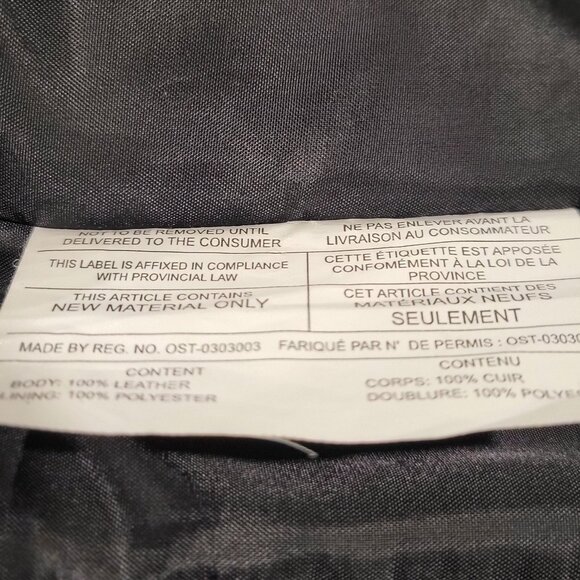 NOT TO BE REMOVED UNTIL
DELIVERED TO THE CONSUMER
NE PAS ENLEVER AVANT LA
LIVRAISON AU CONSOMMATEUR
THIS LABEL IS AFFIXED IN COMPLIANCE
WITH PROVINCIAL LAW
CETTE ÉTIQUETTE EST APPOSÉE
CONFOMÉMENT À LA LOI DE LA
PROVINCE
THIS ARTICLE CONTAINS
NEW MATERIAL ONLY
CET ARTICLE CONTIENT DES
MATÉRIAUX NEUFS
SEULEMENT
MADE BY REG. NO. OST-0303003 FARIQUÉ PAR N° DE PERMIS : OST-0303
CONTENT
BODY: 100% LEATHER
LINING: 100% POLYESTER
CONTENU
CORPS: 100% CUIR
DOUBLURE: 100% POLYES